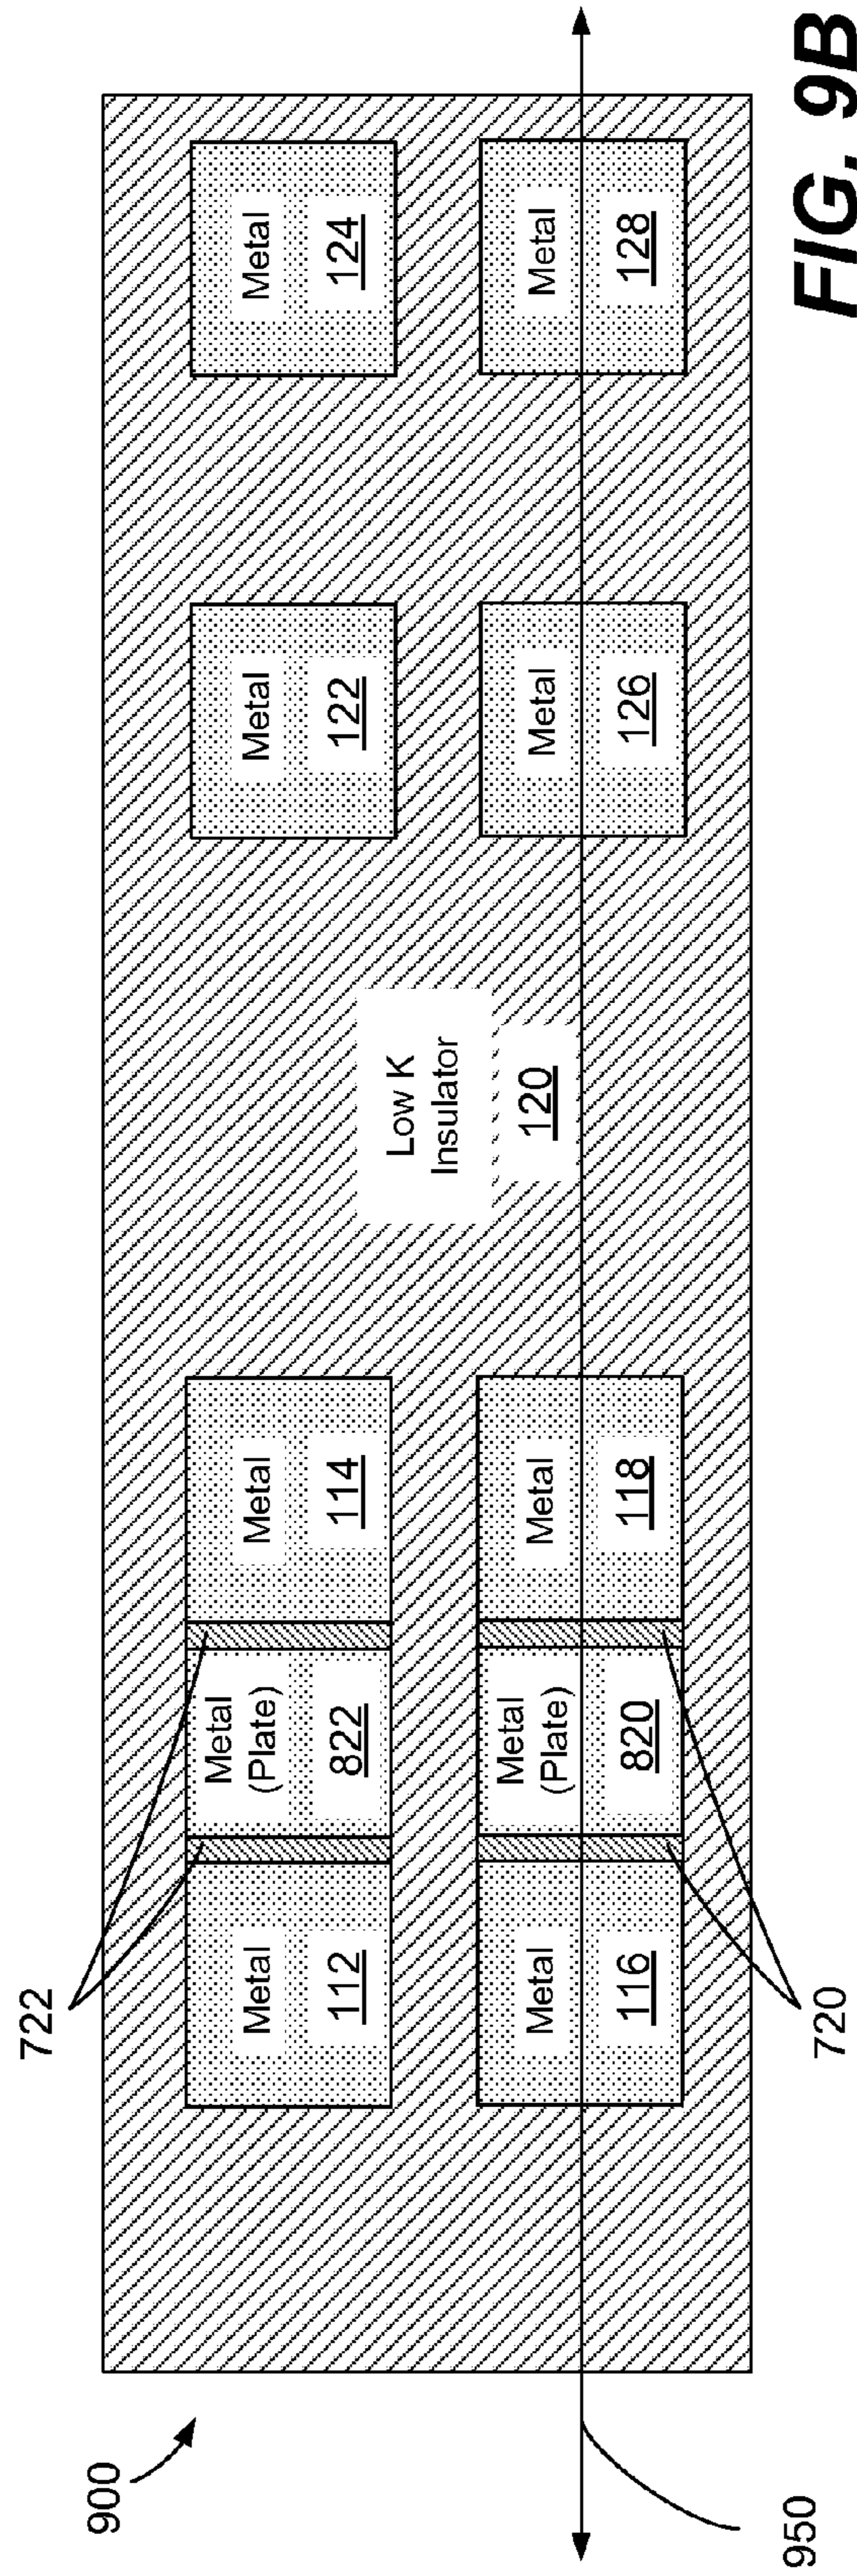 FIG. 9B
900
722
Metal
112
Metal
(Plate)
822
Metal
114
Metal
122
Metal
124
Low K
Insulator
120
Metal
116
Metal
(Plate)
820
Metal
118
Metal
126
Metal
128
720
950